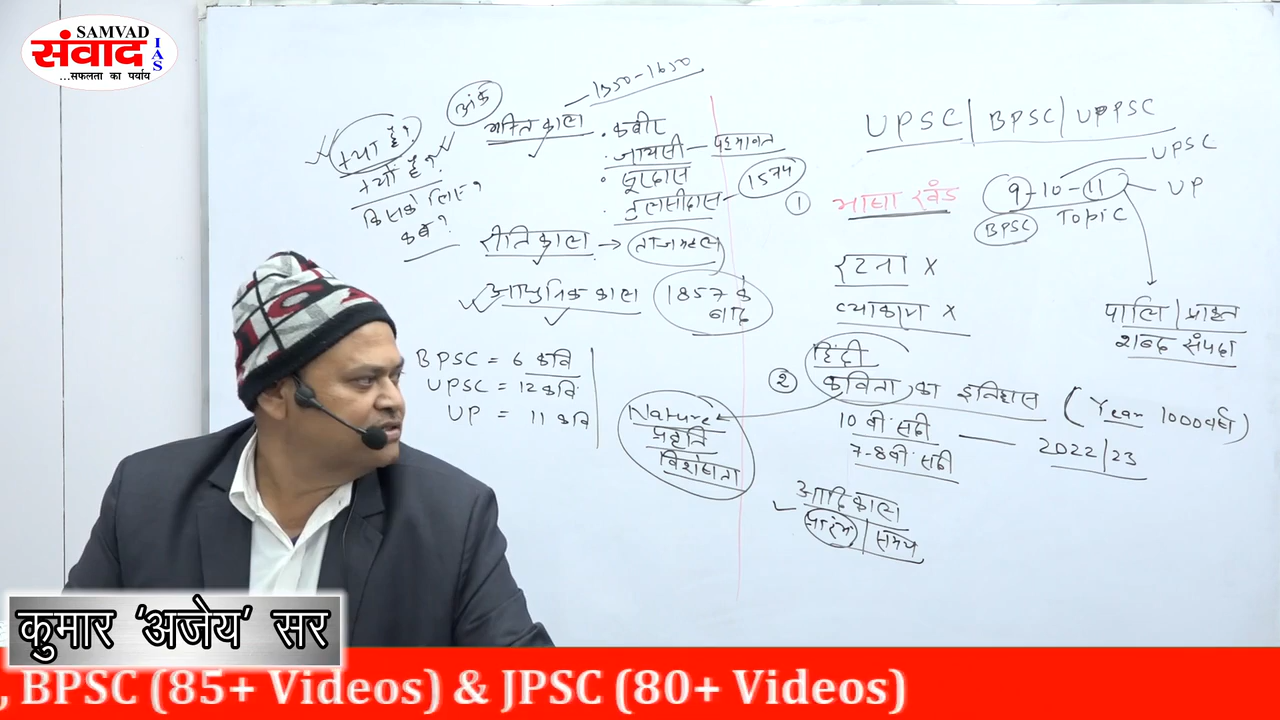 SAMVAD
संवाद
IAS
...सफलता का पर्याय
1350-1650
अंक
क्या है?
क्यों है?
किसके लिए?
कब?
भक्तिकाल
• कबीर
• जायसी - पद्मावत
• सूरदास
• तुलसीदास - 1574
रीतिकाल → ताजमहल
आधुनिक काल 1857 के बाद
BPSC = 6 कवि
UPSC = 12 कवि
UP = 11 कवि
Nature
प्रकृति
विशेषता
UPSC | BPSC | UPPSC
UPSC
① भाषा खंड 9-10-11 UP
BPSC Topic
रटना X
व्याकरण X
पालि | प्राकृत
शब्द संपदा
हिंदी
② कविता का इतिहास (Year 1000 वर्ष)
10 वीं सदी
7-8वीं सदी — 2022/23
आदिकाल
प्रारंभ | समय
कुमार 'अजेय' सर
, BPSC (85+ Videos) & JPSC (80+ Videos)